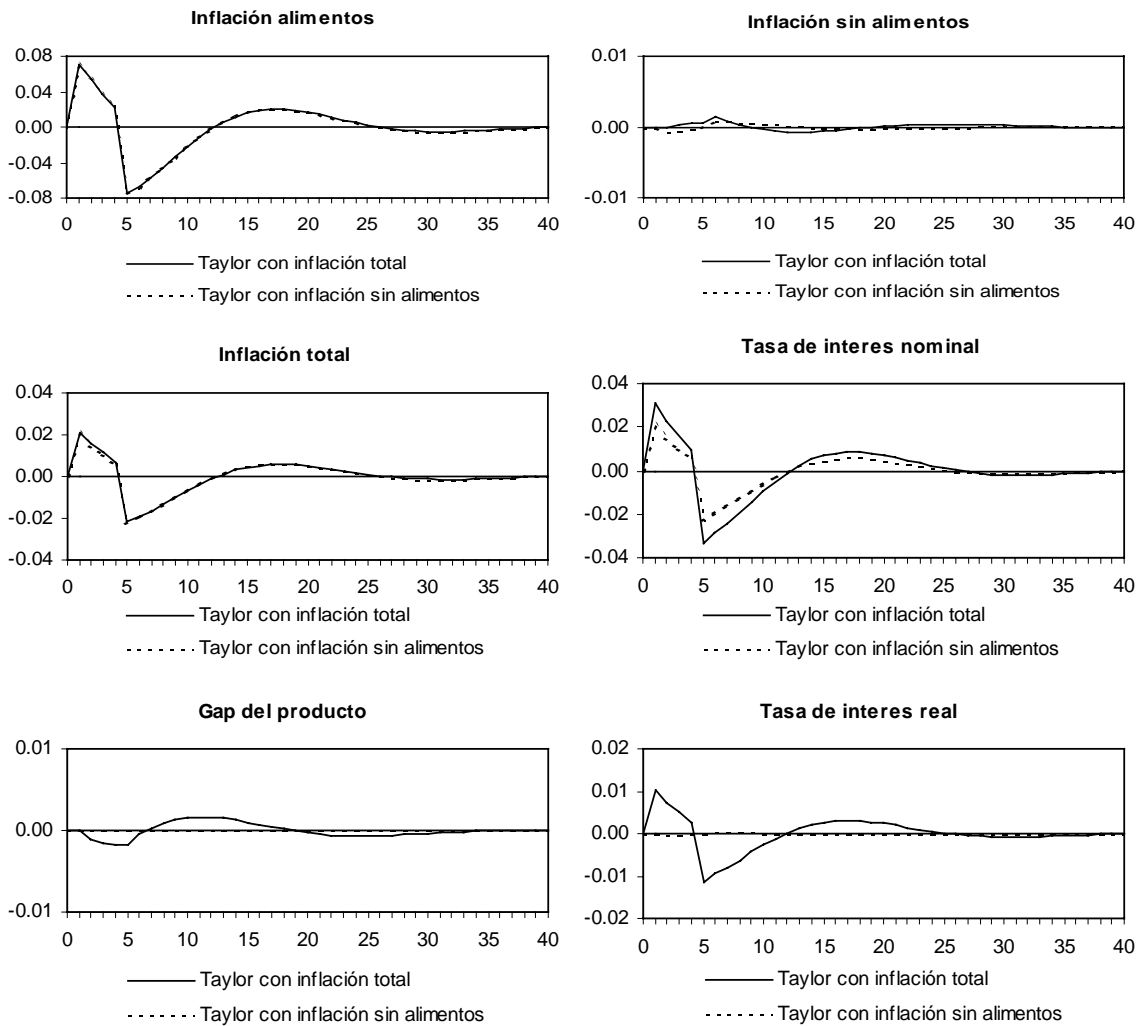 Inflación alimentos
0.08
0.04
0.00
-0.04
-0.08
0 5 10 15 20 25 30 35 40
Taylor con inflación total
Taylor con inflación sin alimentos
Inflación sin alimentos
0.01
0.00
-0.01
0 5 10 15 20 25 30 35 40
Taylor con inflación total
Taylor con inflación sin alimentos
Inflación total
0.04
0.02
0.00
-0.02
-0.04
0 5 10 15 20 25 30 35 40
Taylor con inflación total
Taylor con inflación sin alimentos
Tasa de interes nominal
0.04
0.02
0.00
-0.02
-0.04
0 5 10 15 20 25 30 35 40
Taylor con inflación total
Taylor con inflación sin alimentos
Gap del producto
0.01
0.00
-0.01
0 5 10 15 20 25 30 35 40
Taylor con inflación total
Taylor con inflación sin alimentos
Tasa de interes real
0.02
0.01
0.00
-0.01
-0.02
0 5 10 15 20 25 30 35 40
Taylor con inflación total
Taylor con inflación sin alimentos